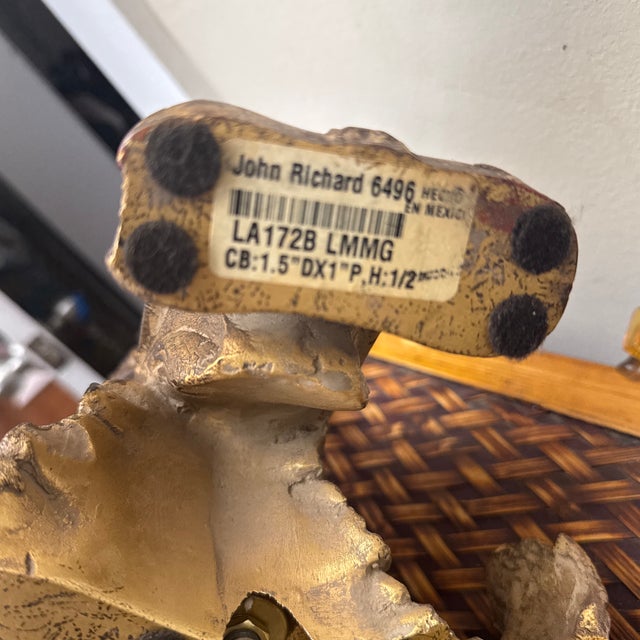 John Richard 6496 HECHO
EN MEXICO
LA172B LMMG
CB:1.5"DX1"P,H:1/2"